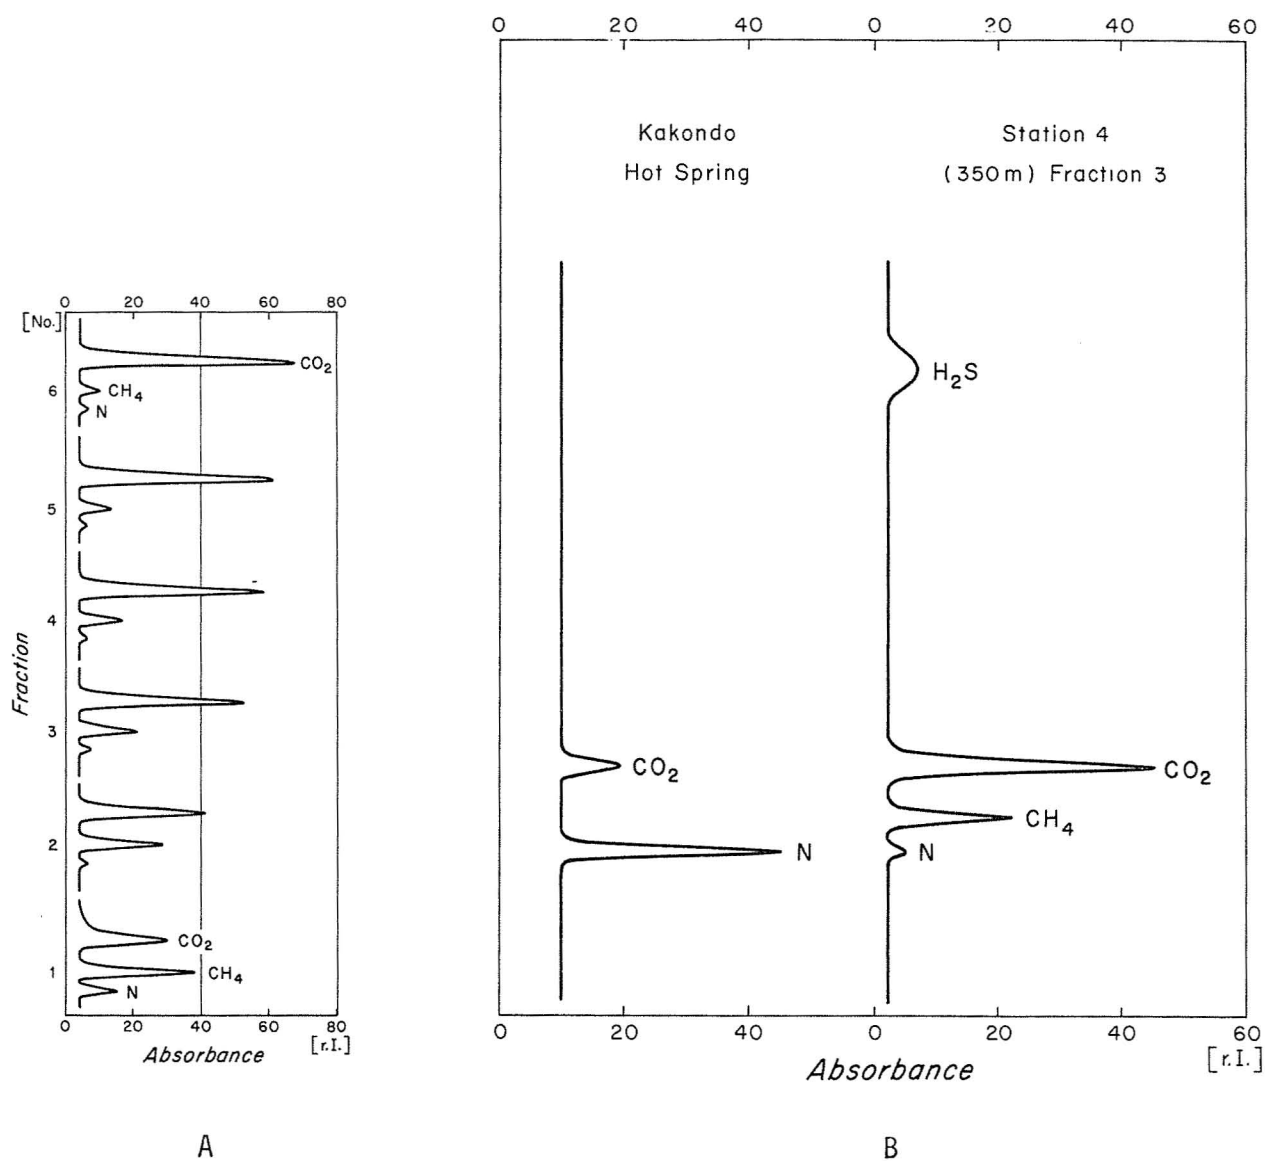 0 20 40 0 20 40 60
Kakondo
Hot Spring
Station 4
(350m) Fraction 3
H2S
CO2
N
CO2
CH4
N
0 20 40 0 20 40 60
Absorbance [r.I.]
B
0 20 40 60 80
[No.]
CO2
6 CH4
N
5
4
3
2
CO2
1 CH4
N
Fraction
0 20 40 60 80
Absorbance [r.I.]
A